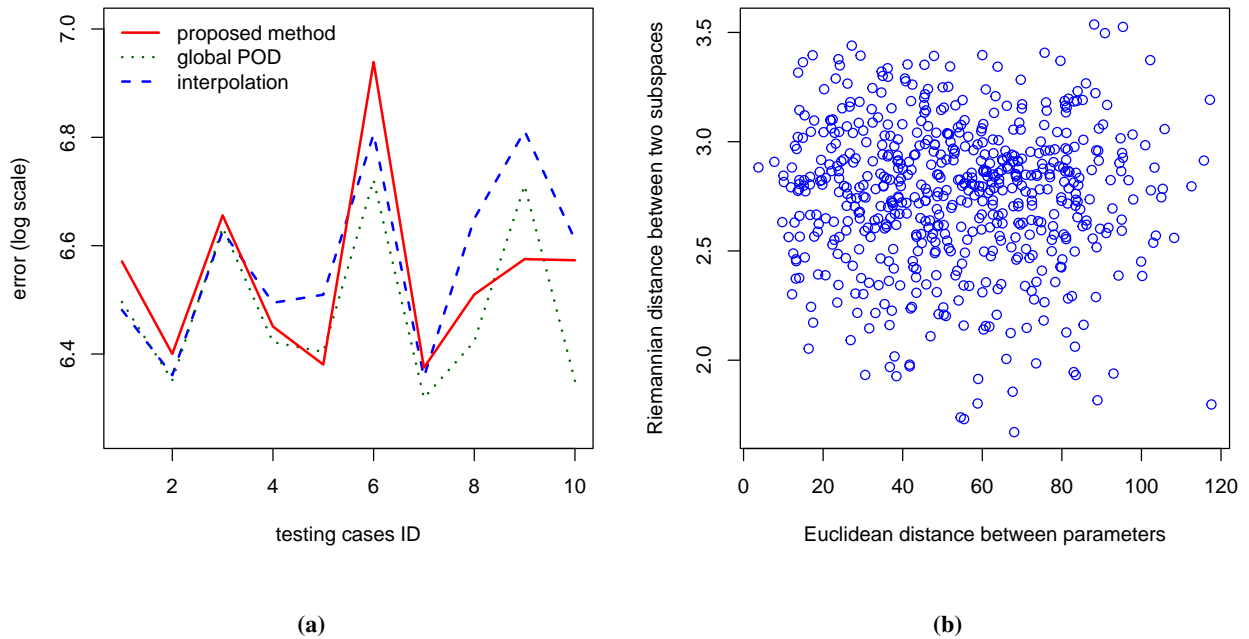 7.0
6.8
6.6
6.4
error (log scale)
proposed method
global POD
interpolation
2
4
6
8
10
testing cases ID
(a)
3.5
3.0
2.5
2.0
Riemannian distance between two subspaces
0
20
40
60
80
100
120
Euclidean distance between parameters
(b)